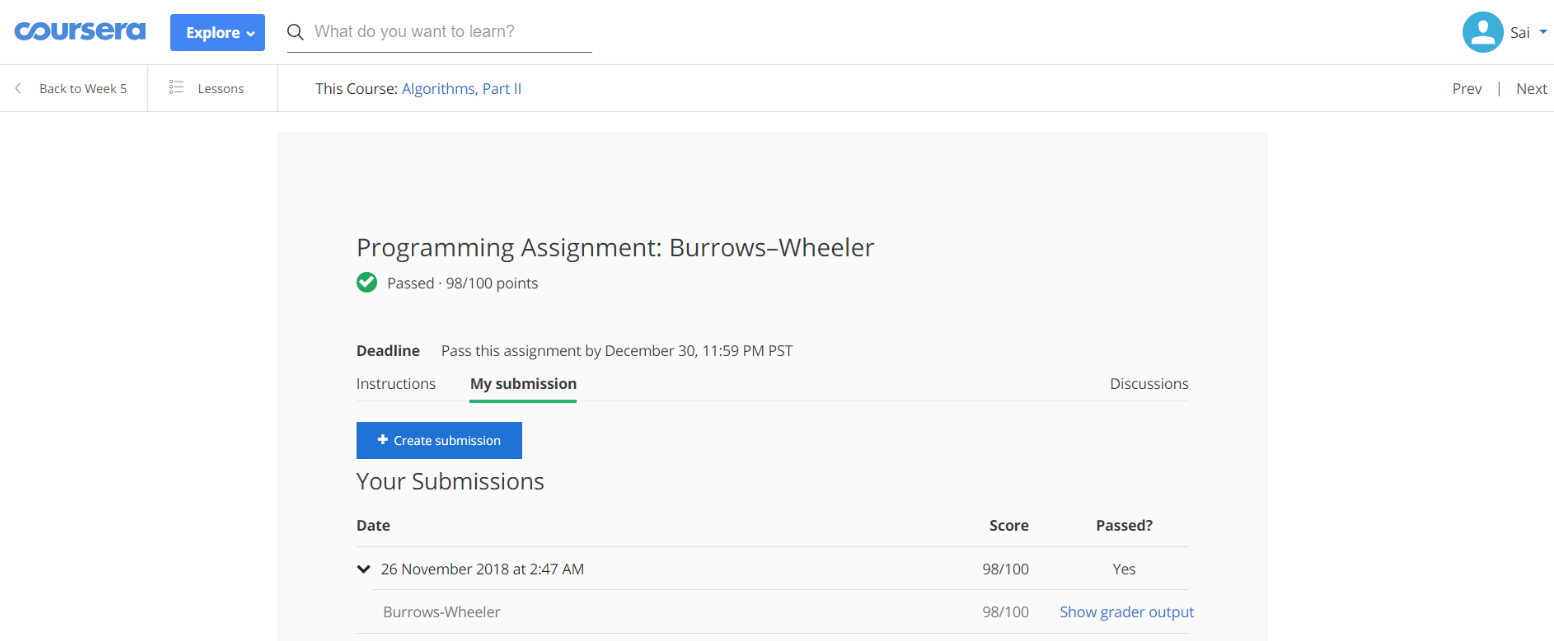 coursera Explore What do you want to learn? Sai
Back to Week 5 Lessons This Course: Algorithms, Part II Prev | Next
Programming Assignment: Burrows–Wheeler
Passed · 98/100 points
Deadline Pass this assignment by December 30, 11:59 PM PST
Instructions My submission Discussions
+ Create submission
Your Submissions
Date Score Passed?
26 November 2018 at 2:47 AM 98/100 Yes
Burrows-Wheeler 98/100 Show grader output